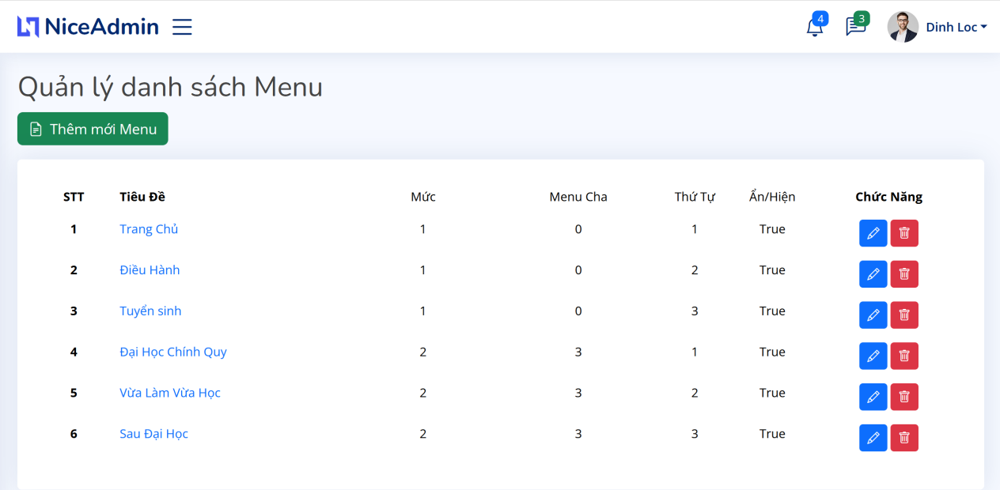 NiceAdmin 4 3 Dinh Loc
Quản lý danh sách Menu
Thêm mới Menu
STT Tiêu Đề Mức Menu Cha Thứ Tự Ẩn/Hiện Chức Năng
1 Trang Chủ 1 0 1 True
2 Điều Hành 1 0 2 True
3 Tuyển sinh 1 0 3 True
4 Đại Học Chính Quy 2 3 1 True
5 Vừa Làm Vừa Học 2 3 2 True
6 Sau Đại Học 2 3 3 True